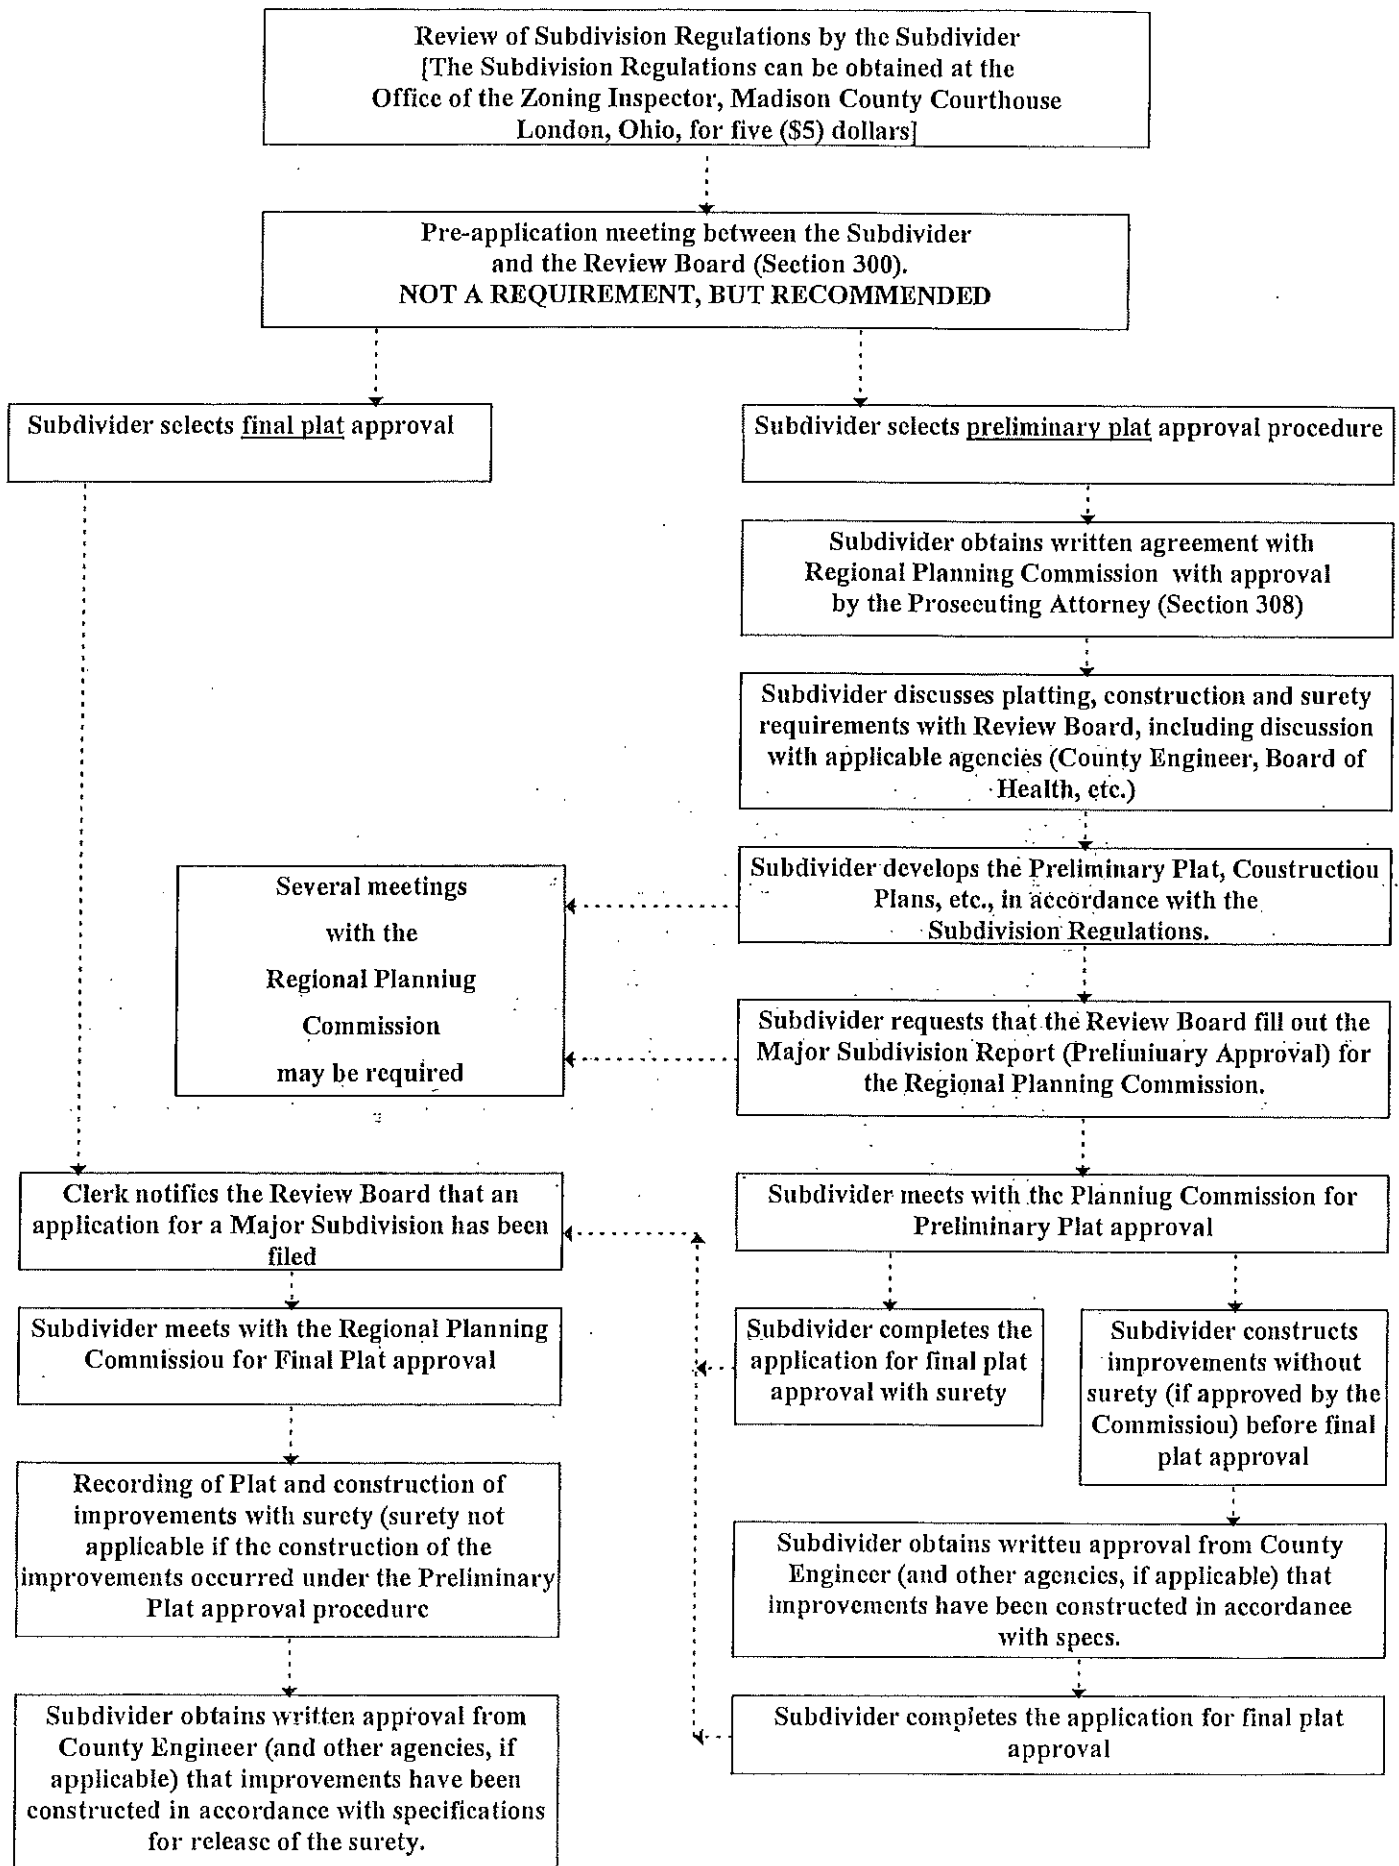 Review of Subdivision Regulations by the Subdivider
[The Subdivision Regulations can be obtained at the
Office of the Zoning Inspector, Madison County Courthouse
London, Ohio, for five ($5) dollars]
Pre-application meeting between the Subdivider
and the Review Board (Section 300).
NOT A REQUIREMENT, BUT RECOMMENDED
Subdivider selects final plat approval
Subdivider selects preliminary plat approval procedure
Subdivider obtains written agreement with
Regional Planning Commission with approval
by the Prosecuting Attorney (Section 308)
Subdivider discusses platting, construction and surety
requirements with Review Board, including discussion
with applicable agencies (County Engineer, Board of
Health, etc.)
Subdivider develops the Preliminary Plat, Construction
Plans, etc., in accordance with the
Subdivision Regulations.
Several meetings
with the
Regional Planning
Commission
may be required
Subdivider requests that the Review Board fill out the
Major Subdivision Report (Preliminary Approval) for
the Regional Planning Commission.
Clerk notifies the Review Board that an
application for a Major Subdivision has been
filed
Subdivider meets with the Planning Commission for
Preliminary Plat approval
Subdivider meets with the Regional Planning
Commission for Final Plat approval
Subdivider completes the
application for final plat
approval with surety
Subdivider constructs
improvements without
surety (if approved by the
Commission) before final
plat approval
Recording of Plat and construction of
improvements with surety (surety not
applicable if the construction of the
improvements occurred under the Preliminary
Plat approval procedure
Subdivider obtains written approval from County
Engineer (and other agencies, if applicable) that
improvements have been constructed in accordance
with specs.
Subdivider obtains written approval from
County Engineer (and other agencies, if
applicable) that improvements have been
constructed in accordance with specifications
for release of the surety.
Subdivider completes the application for final plat
approval